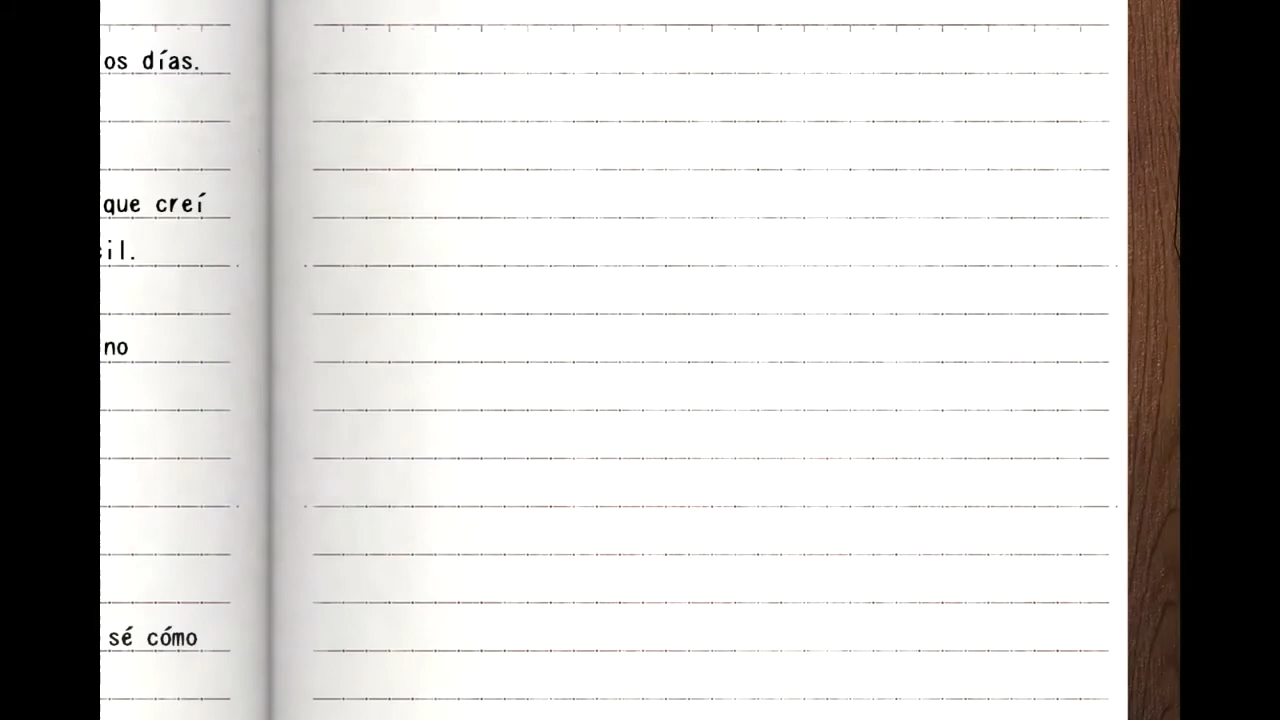 os días.
que creí
il.
no
sé cómo